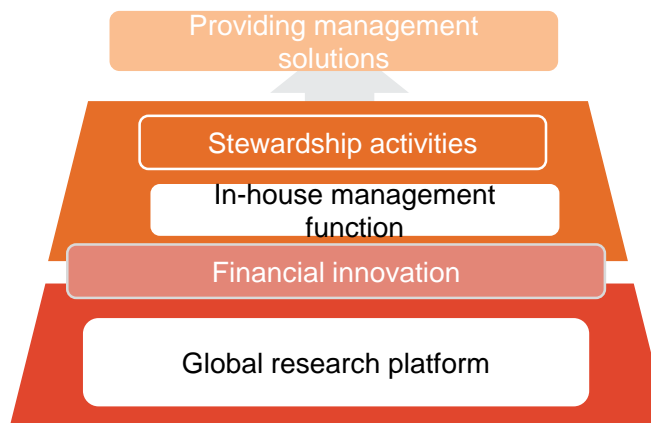 Providing management
solutions
Stewardship activities
In-house management
function
Financial innovation
Global research platform